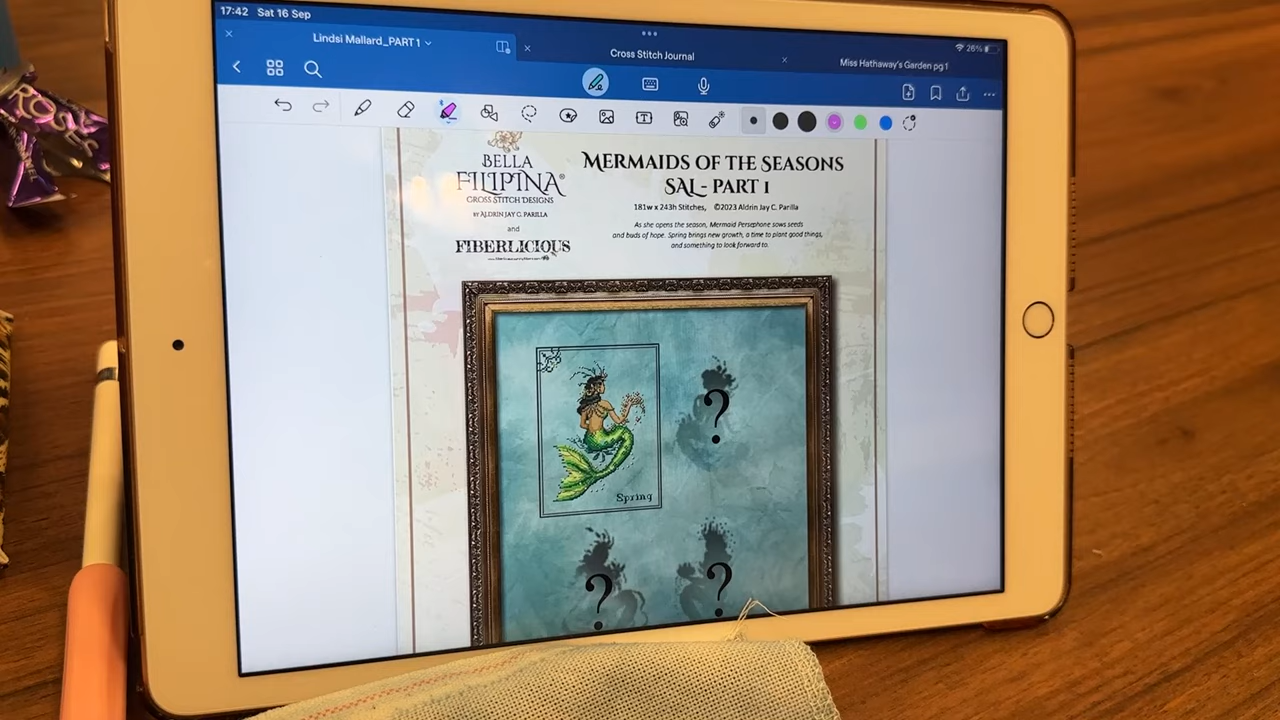 17:42 Sat 16 Sep
26%
Lindsi Mallard_PART 1
Cross Stitch Journal
Miss Hathaway's Garden pg 1
BELLA
FILIPINA®
CROSS STITCH DESIGNS
BY ALDRIN JAY C. PARILLA
and
FIBERLICIOUS
MERMAIDS OF THE SEASONS
SAL - PART 1
181w x 243h Stitches, ©2023 Aldrin Jay C. Parilla
As she opens the season, Mermaid Persephone sows seeds
and buds of hope. Spring brings new growth, a time to plant good things,
and something to look forward to.
?
Spring
? ?